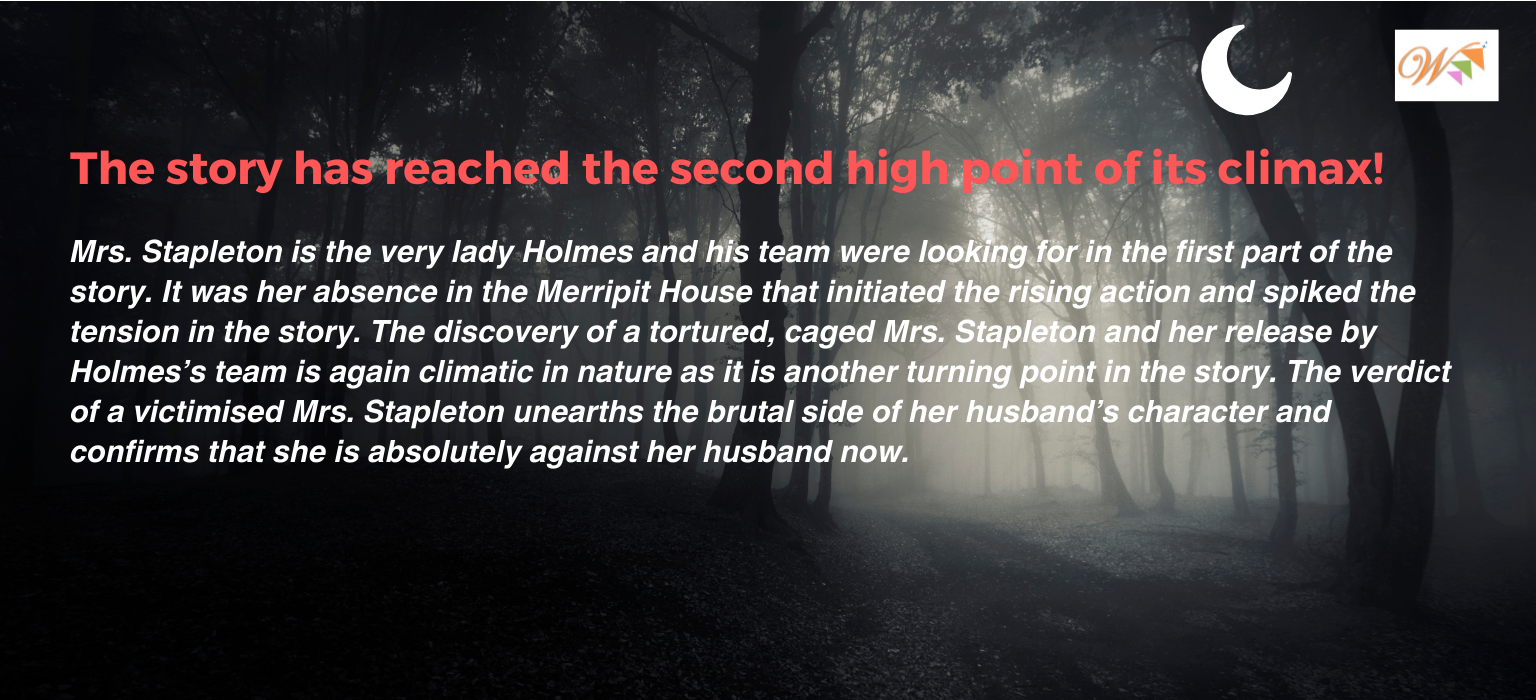 W
The story has reached the second high point of its climax!
Mrs. Stapleton is the very lady Holmes and his team were looking for in the first part of the
story. It was her absence in the Merripit House that initiated the rising action and spiked the
tension in the story. The discovery of a tortured, caged Mrs. Stapleton and her release by
Holmes’s team is again climatic in nature as it is another turning point in the story. The verdict
of a victimised Mrs. Stapleton unearths the brutal side of her husband’s character and
confirms that she is absolutely against her husband now.